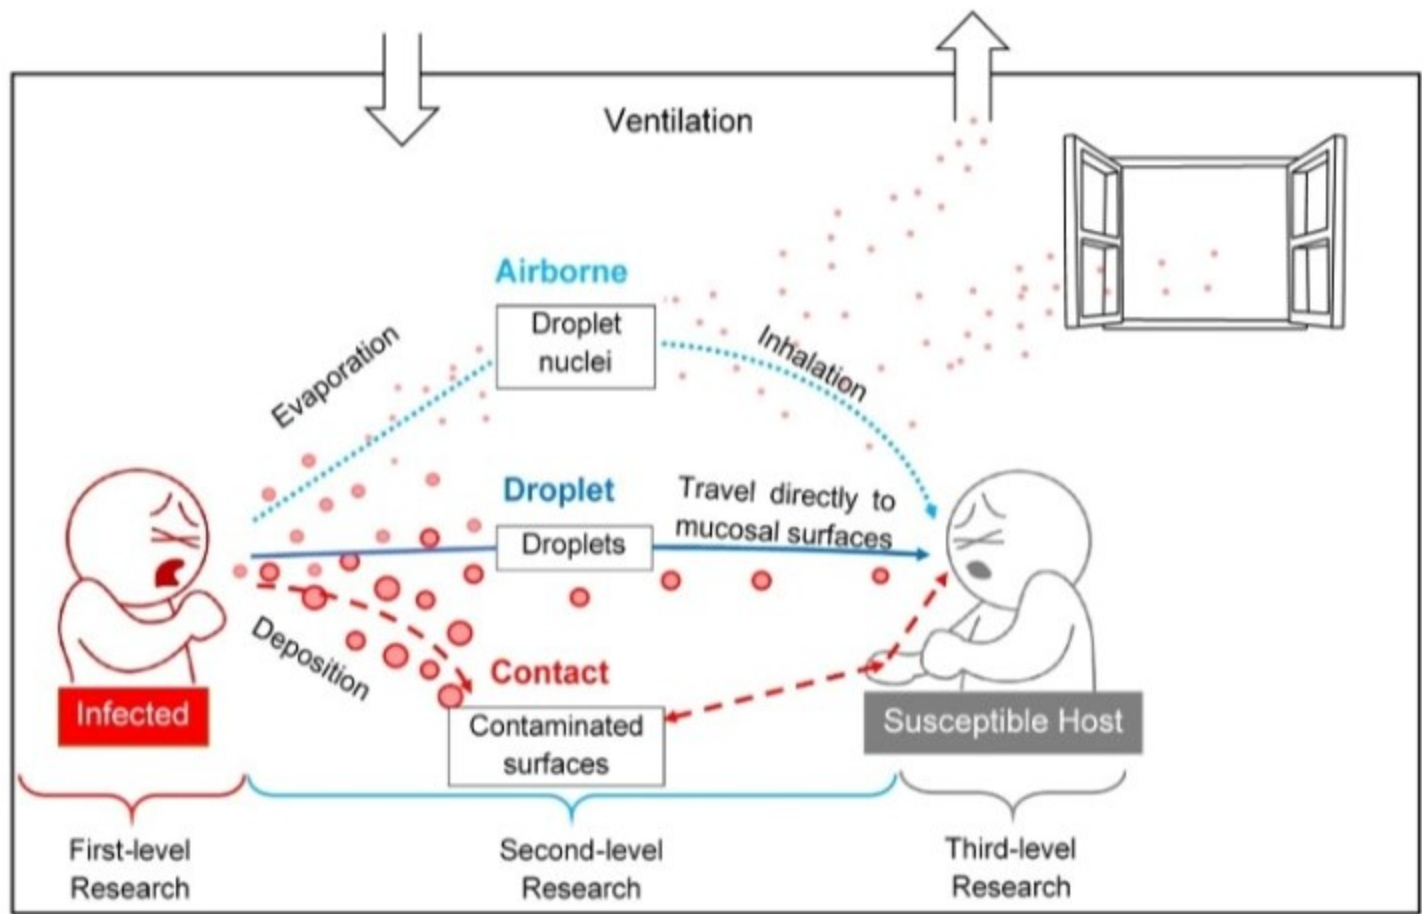 Ventilation
Airborne
Droplet
nuclei
Evaporation
Inhalation
Droplet
Droplets
Travel directly to
mucosal surfaces
Deposition
Contact
Contaminated
surfaces
Infected
Susceptible Host
First-level
Research
Second-level
Research
Third-level
Research